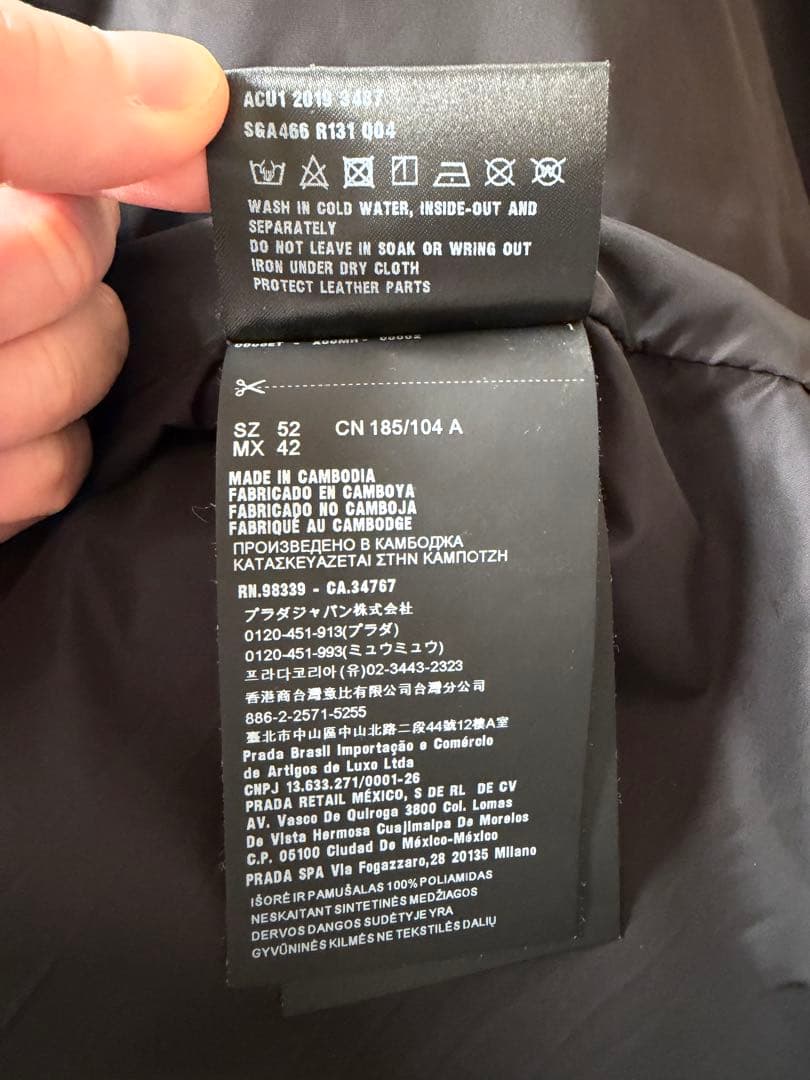 ACU1 2019 3487
SGA466 R131 Q04
WASH IN COLD WATER, INSIDE-OUT AND
SEPARATELY
DO NOT LEAVE IN SOAK OR WRING OUT
IRON UNDER DRY CLOTH
PROTECT LEATHER PARTS
SZ 52 CN 185/104 A
MX 42
MADE IN CAMBODIA
FABRICADO EN CAMBOYA
FABRICADO NO CAMBOJA
FABRIQUÉ AU CAMBODGE
ПРОИЗВЕДЕНО В КАМБОДЖА
ΚΑΤΑΣΚΕΥΑΖΕΤΑΙ ΣΤΗΝ ΚΑΜΠΟΤΖΗ
RN.98339 - CA.34767
プラダジャパン株式会社
0120-451-913(プラダ)
0120-451-993(ミュウミュウ)
프라다코리아(유)02-3443-2323
香港商台灣意比有限公司台灣分公司
886-2-2571-5255
臺北市中山區中山北路二段44號12樓A室
Prada Brasil Importação e Comércio
de Artigos de Luxo Ltda
CNPJ 13.633.271/0001-26
PRADA RETAIL MÉXICO, S DE RL DE CV
AV. Vasco De Quiroga 3800 Col. Lomas
De Vista Hermosa Cuajimalpa De Morelos
C.P. 05100 Ciudad De México-México
PRADA SPA Via Fogazzaro,28 20135 Milano
IŠORĖ IR PAMUŠALAS 100% POLIAMIDAS
NESKAITANT SINTETINĖS MEDŽIAGOS
DERVOS DANGOS SUDĖTYJE YRA
GYVŪNINĖS KILMĖS NE TEKSTILĖS DALIŲ